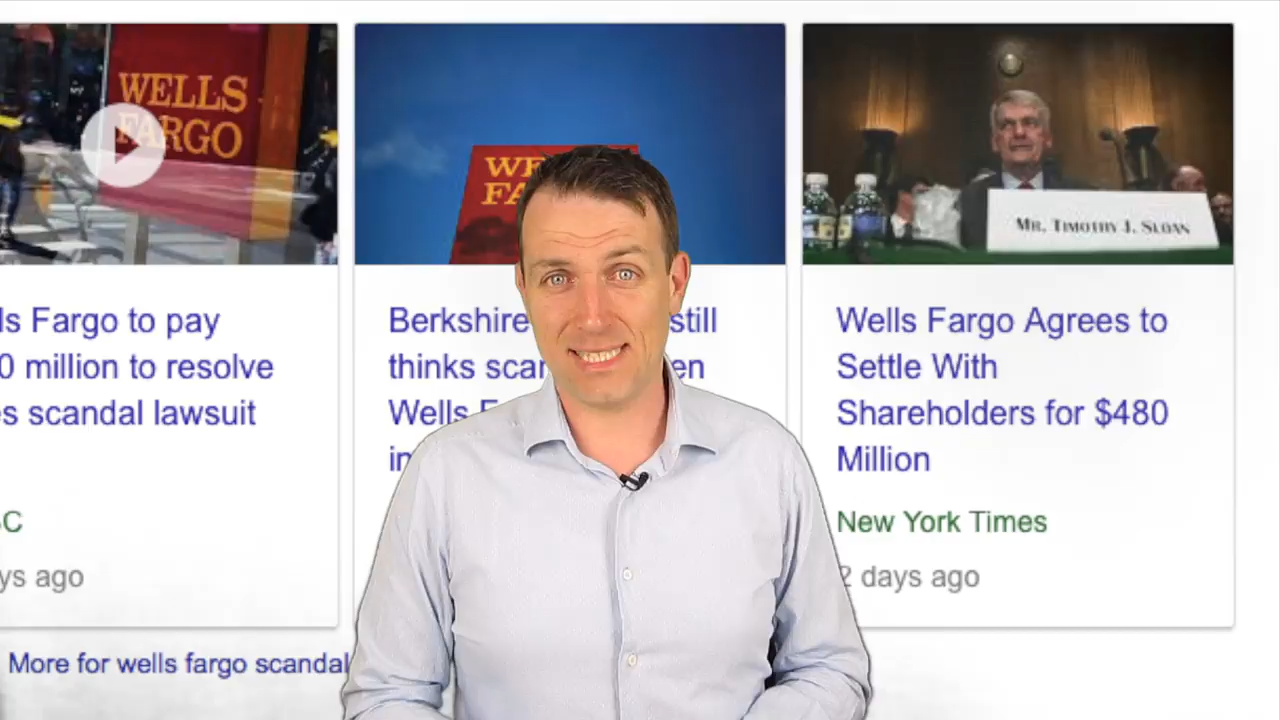 WELLS
FARGO
WE
FA
MR. TIMOTHY J. SLOAN
ls Fargo to pay
0 million to resolve
s scandal lawsuit
C
ys ago
Berkshire still
thinks scan en
Wells F
in
Wells Fargo Agrees to
Settle With
Shareholders for $480
Million
New York Times
2 days ago
More for wells fargo scandal